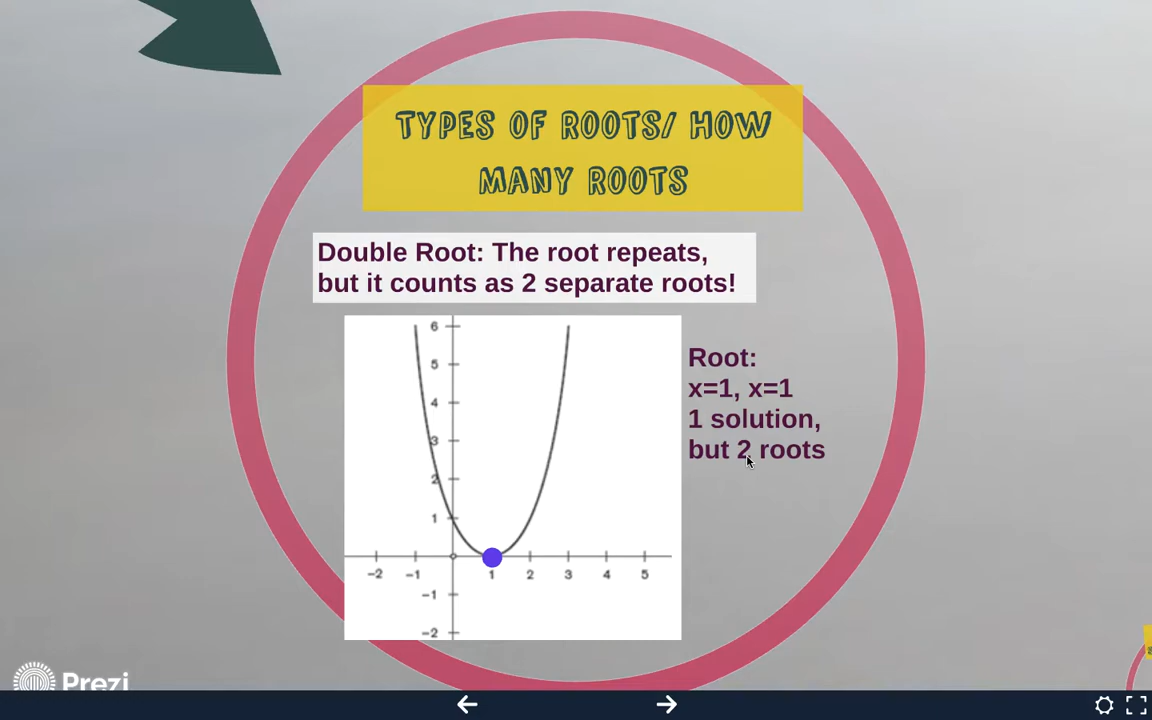 TYPES OF ROOTS/ HOW
MANY ROOTS
Double Root: The root repeats,
but it counts as 2 separate roots!
Root:
x=1, x=1
1 solution,
but 2 roots
6
5
4
3
2
1
-2 -1 1 2 3 4 5
-1
-2
Prezi